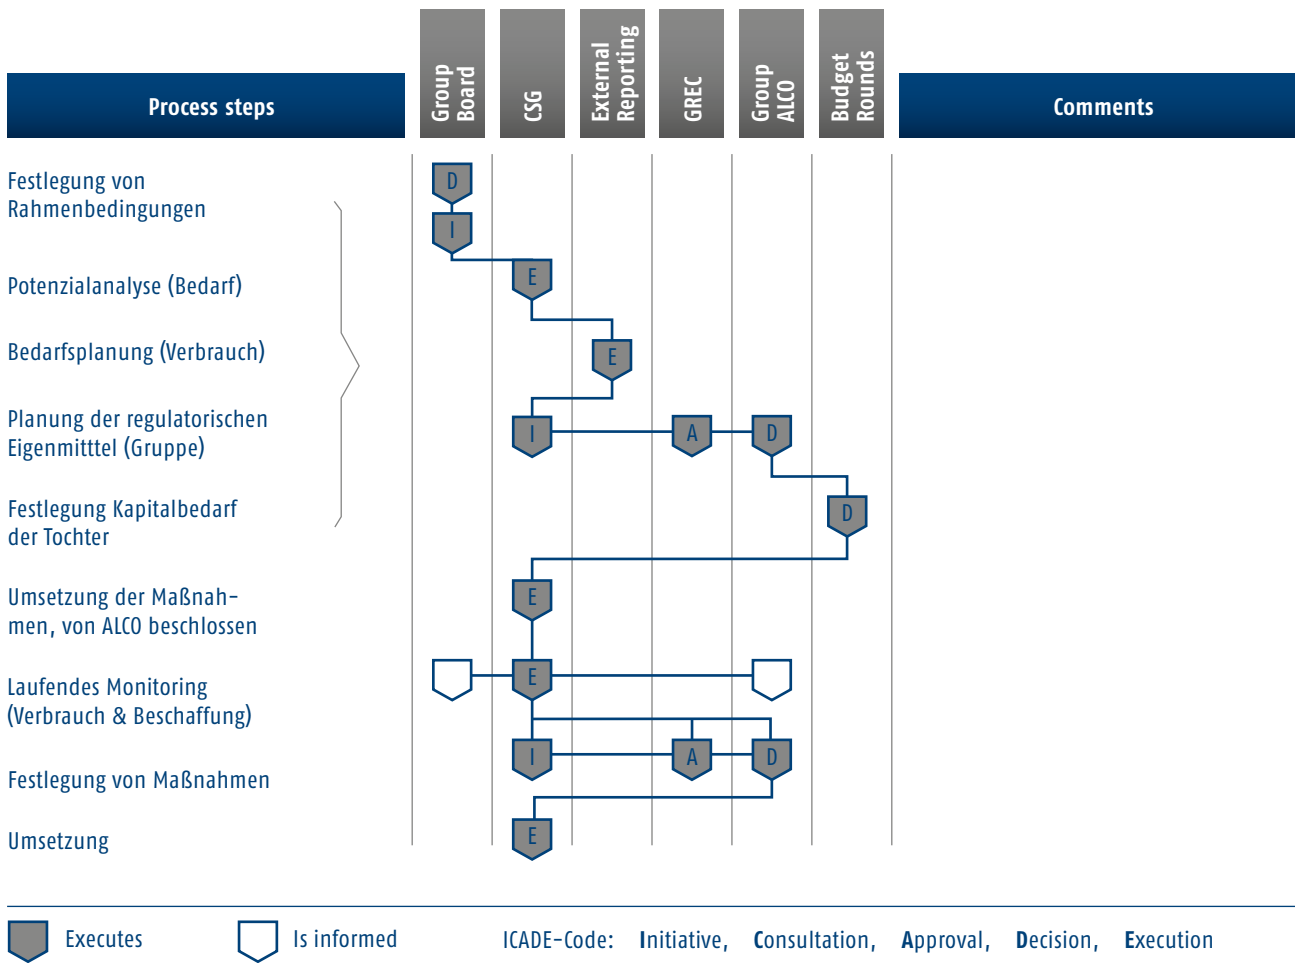 Process steps
Group
Board
CSG
External
Reporting
GREC
Group
ALCO
Budget
Rounds
Comments
Festlegung von
Rahmenbedingungen
D
I
Potenzialanalyse (Bedarf)
E
Bedarfsplanung (Verbrauch)
E
Planung der regulatorischen
Eigenmitttel (Gruppe)
I A D
Festlegung Kapitalbedarf
der Tochter
D
Umsetzung der Maßnah-
men, von ALCO beschlossen
E
Laufendes Monitoring
(Verbrauch & Beschaffung)
E
Festlegung von Maßnahmen
I A D
Umsetzung
E
Executes
Is informed
ICADE-Code: Initiative, Consultation, Approval, Decision, Execution